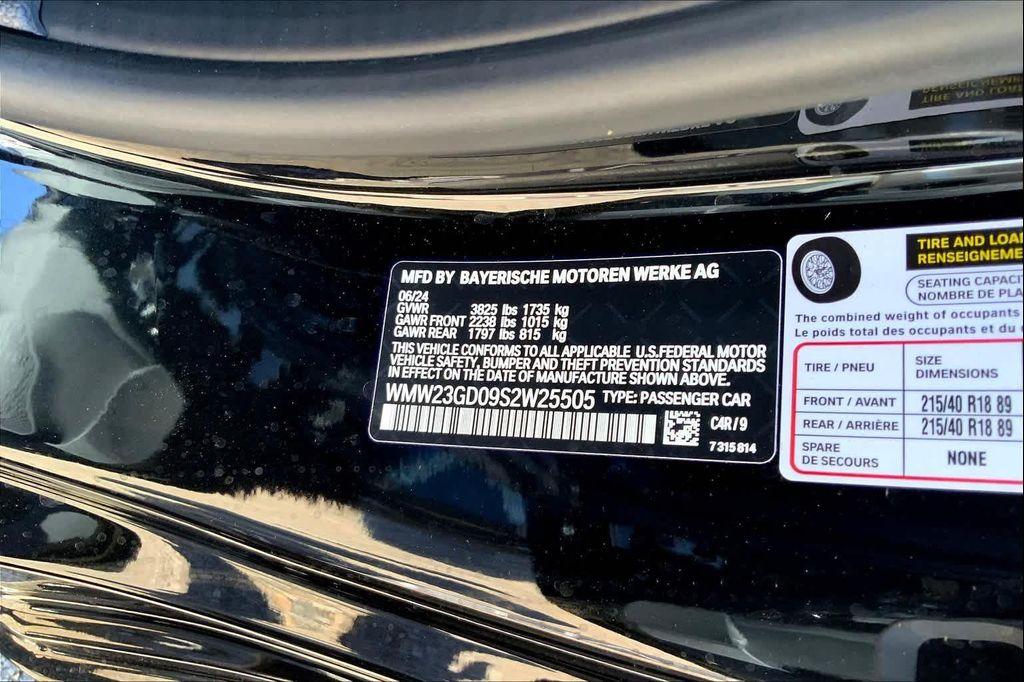 MFD BY BAYERISCHE MOTOREN WERKE AG
06/24
GVWR 3825 lbs 1735 kg
GAWR FRONT 2238 lbs 1015 kg
GAWR REAR 1797 lbs 815 kg
THIS VEHICLE CONFORMS TO ALL APPLICABLE U.S.FEDERAL MOTOR
VEHICLE SAFETY, BUMPER AND THEFT PREVENTION STANDARDS
IN EFFECT ON THE DATE OF MANUFACTURE SHOWN ABOVE.
WMW23GD09S2W25505 TYPE: PASSENGER CAR
C4R/9
7 315 814
TIRE AND LOA
RENSEIGNEME
SEATING CAPACI
NOMBRE DE PLA
The combined weight of occupants
Le poids total des occupants et du
TIRE / PNEU
SIZE
DIMENSIONS
FRONT / AVANT 215/40 R18 89
REAR / ARRIÈRE 215/40 R18 89
SPARE
DE SECOURS
NONE